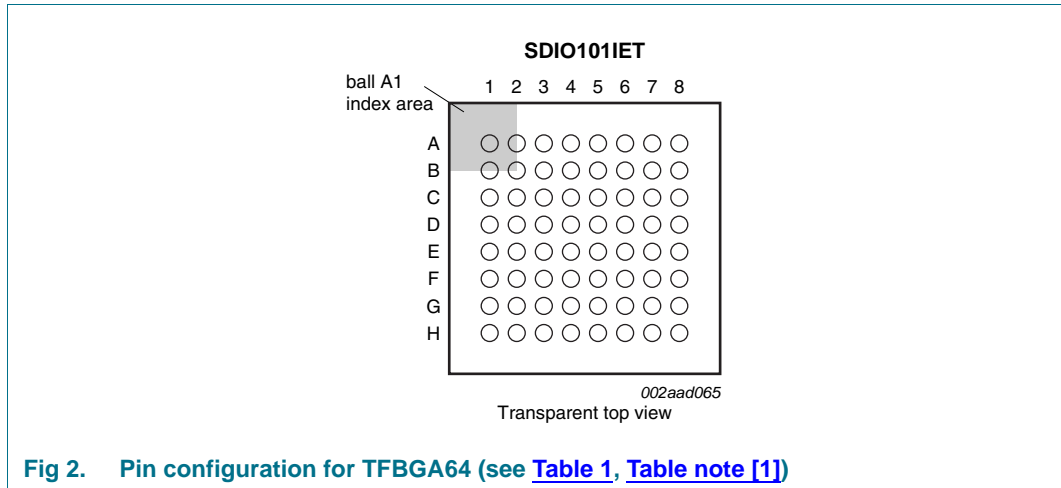 SDIO101IET
ball A1
index area
1 2 3 4 5 6 7 8
A
B
C
D
E
F
G
H
002aad065
Transparent top view
Fig 2. Pin configuration for TFBGA64 (see Table 1, Table note [1])